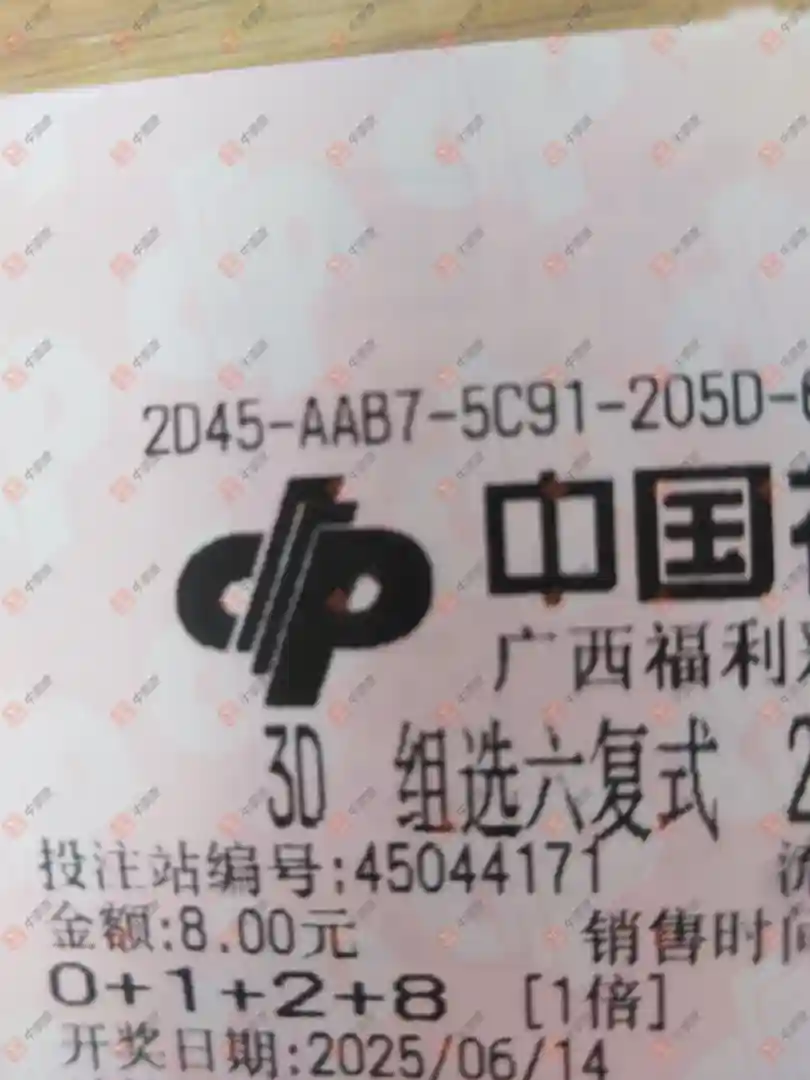 2D45-AAB7-5C91-205D-
中国
广西福利
3D 组选六复式 2
投注站编号:45044171
金额:8.00元 销售时间
0+1+2+8 [1倍]
开奖日期:2025/06/14